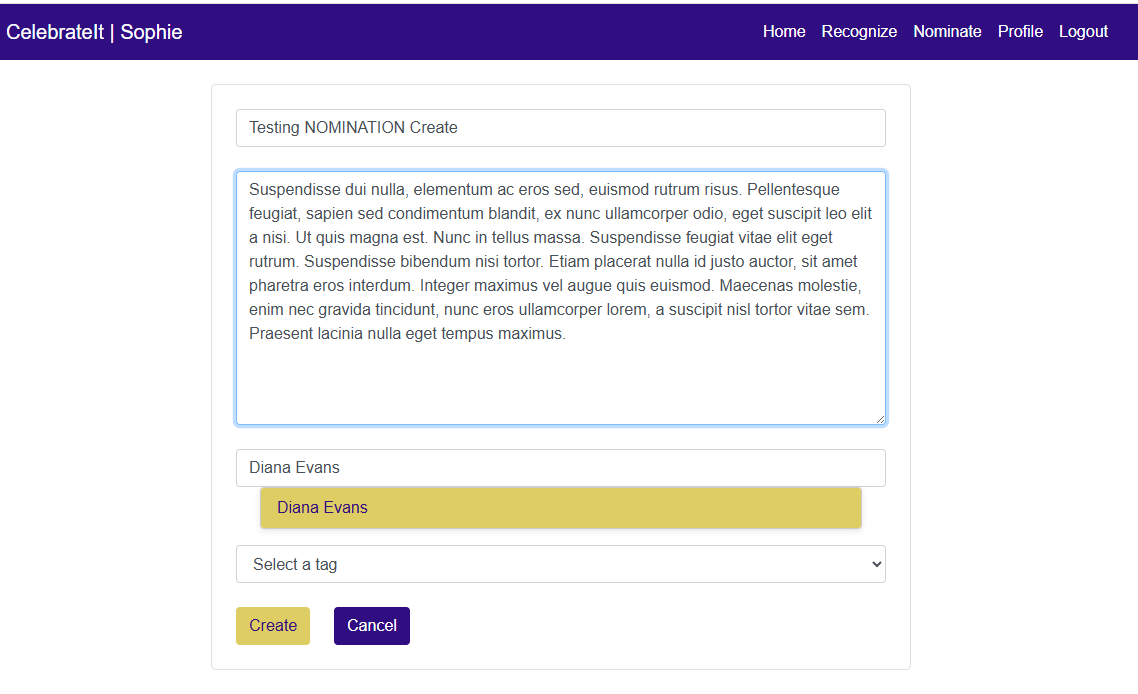 CelebrateIt | Sophie
Home Recognize Nominate Profile Logout
Testing NOMINATION Create
Suspendisse dui nulla, elementum ac eros sed, euismod rutrum risus. Pellentesque
feugiat, sapien sed condimentum blandit, ex nunc ullamcorper odio, eget suscipit leo elit
a nisi. Ut quis magna est. Nunc in tellus massa. Suspendisse feugiat vitae elit eget
rutrum. Suspendisse bibendum nisi tortor. Etiam placerat nulla id justo auctor, sit amet
pharetra eros interdum. Integer maximus vel augue quis euismod. Maecenas molestie,
enim nec gravida tincidunt, nunc eros ullamcorper lorem, a suscipit nisl tortor vitae sem.
Praesent lacinia nulla eget tempus maximus.
Diana Evans
Diana Evans
Select a tag
Create Cancel